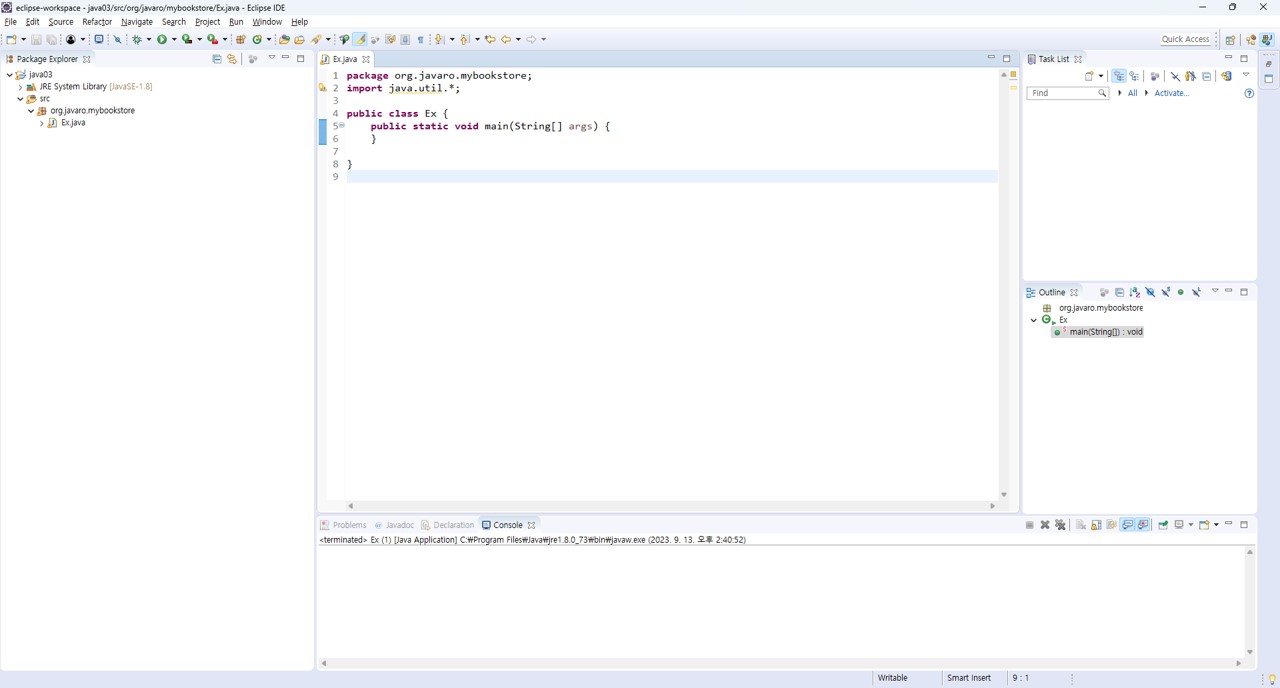 eclipse-workspace - java03/src/org/javaro/mybookstore/Ex.java - Eclipse IDE
File Edit Source Refactor Navigate Search Project Run Window Help
Quick Access
Package Explorer
java03
JRE System Library [JavaSE-1.8]
src
org.javaro.mybookstore
Ex.java
Ex.java
1 package org.javaro.mybookstore;
2 import java.util.*;
3
4 public class Ex {
5 public static void main(String[] args) {
6 }
7
8 }
9
Task List
Find All Activate...
Outline
org.javaro.mybookstore
Ex
main(String[]) : void
Problems Javadoc Declaration Console
<terminated> Ex (1) [Java Application] C:₩Program Files₩Java₩jre1.8.0_73₩bin₩javaw.exe (2023. 9. 13. 오후 2:40:52)
Writable Smart Insert 9 : 1